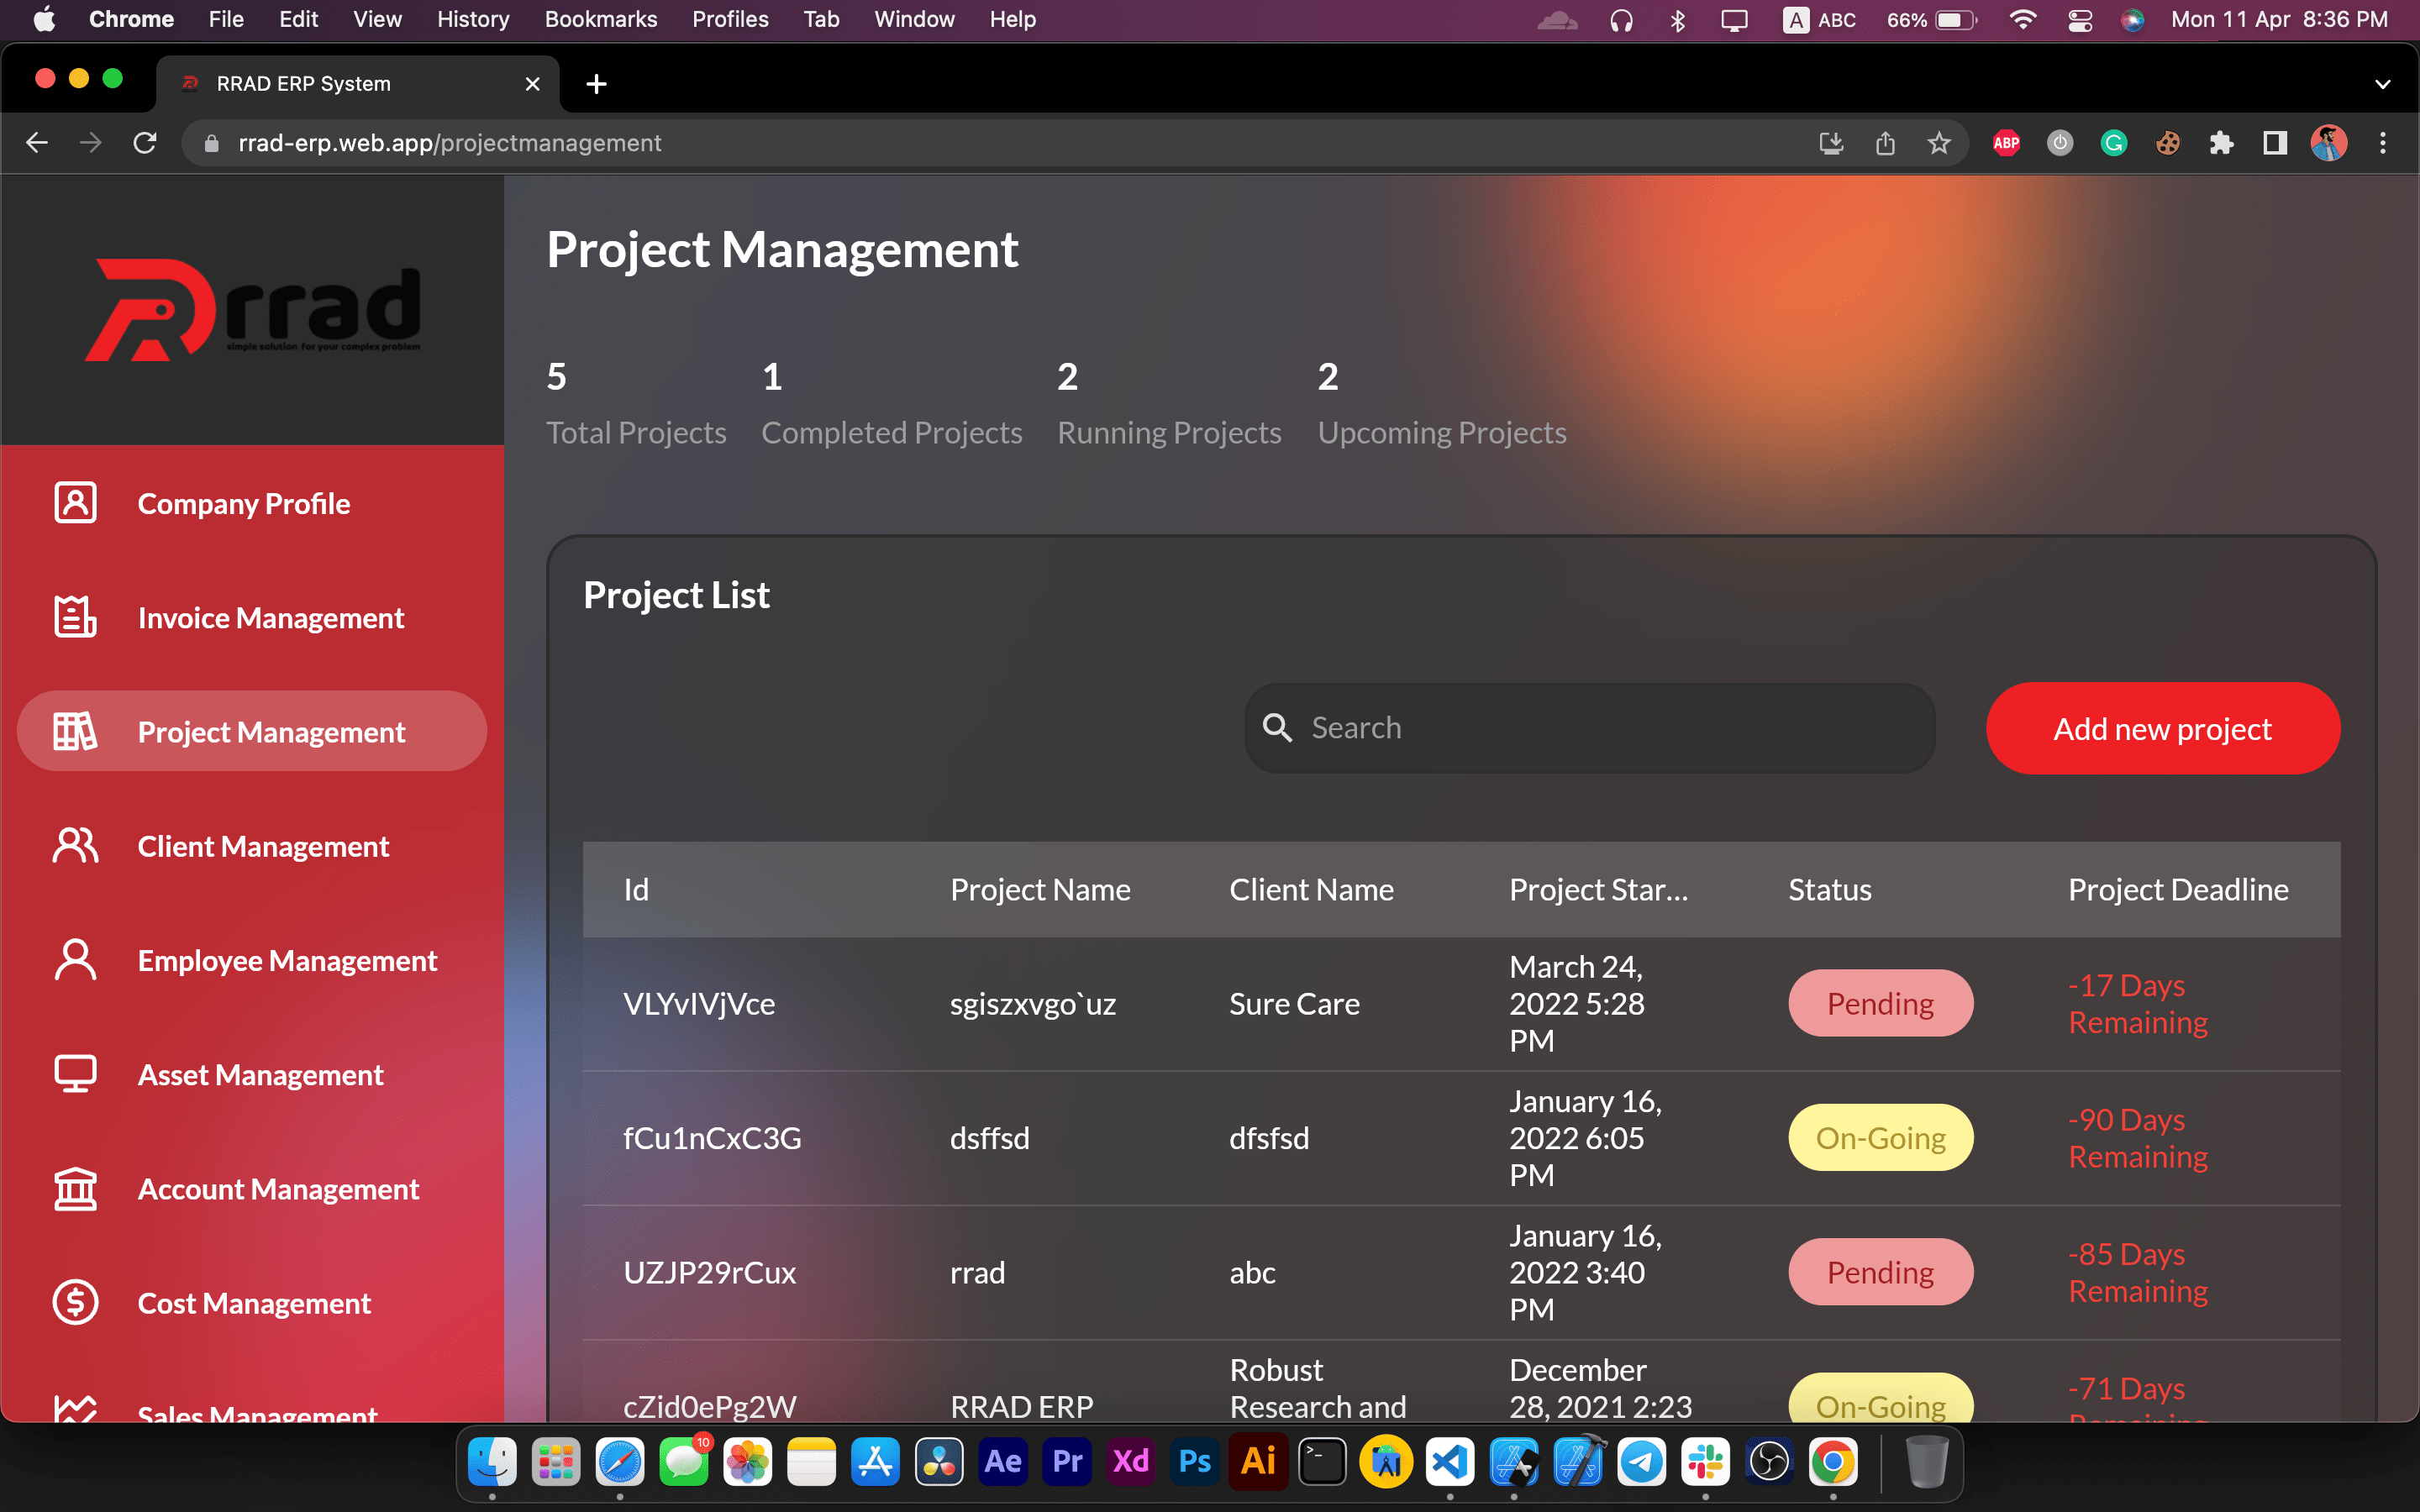 Chrome File Edit View History Bookmarks Profiles Tab Window Help A ABC 66% Mon 11 Apr 8:36 PM
RRAD ERP System
rrad-erp.web.app/projectmanagement ABP
rrad
simple solution for your complex problem
Company Profile
Invoice Management
Project Management
Client Management
Employee Management
Asset Management
Account Management
Cost Management
Sales Management
Project Management
5 1 2 2
Total Projects Completed Projects Running Projects Upcoming Projects
Project List
Search
Add new project
Id Project Name Client Name Project Star... Status Project Deadline
VLYvIVjVce sgiszxvgo`uz Sure Care March 24,
2022 5:28
PM Pending -17 Days
Remaining
fCu1nCxC3G dsffsd dfsfsd January 16,
2022 6:05
PM On-Going -90 Days
Remaining
UZJP29rCux rrad abc January 16,
2022 3:40
PM Pending -85 Days
Remaining
cZid0ePg2W RRAD ERP Robust
Research and December
28, 2021 2:23 On-Going -71 Days
Remaining
10
Ae Pr Xd Ps Ai